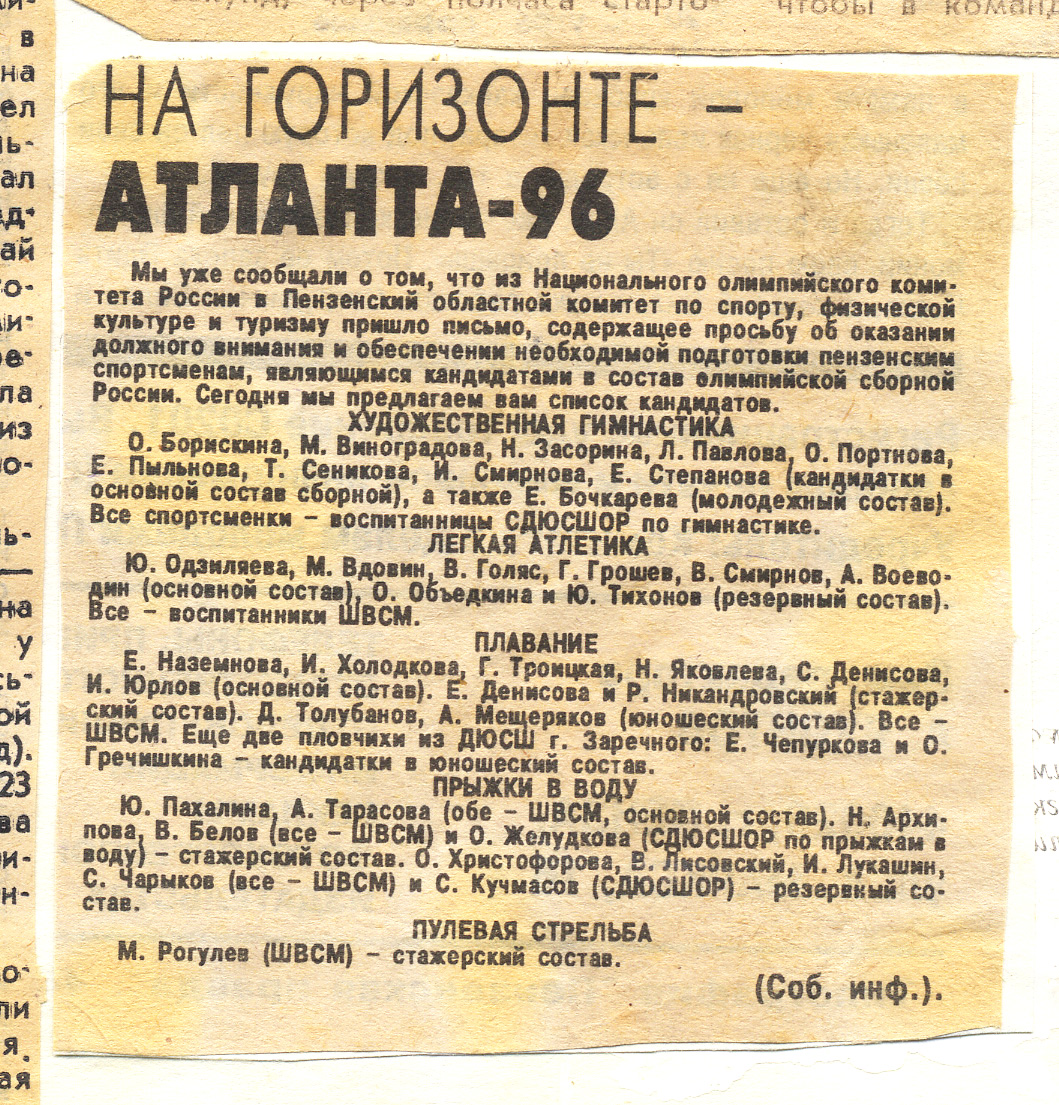 секунд, через полчаса старто-
чтобы в команд
НА ГОРИЗОНТЕ –
АТЛАНТА-96
Мы уже сообщали о том, что из Национального олимпийского коми-
тета России в Пензенский областной комитет по спорту, физической
культуре и туризму пришло письмо, содержащее просьбу об оказании
должного внимания и обеспечении необходимой подготовки пензенским
спортсменам, являющимся кандидатами в состав олимпийской сборной
России. Сегодня мы предлагаем вам список кандидатов.
ХУДОЖЕСТВЕННАЯ ГИМНАСТИКА
О. Борискина, М. Виноградова, Н. Засорина, Л. Павлова, О. Портнова,
Е. Пыльнова, Т. Сеникова, И. Смирнова, Е. Степанова (кандидатки в
основной состав сборной), а также Е. Бочкарева (молодежный состав).
Все спортсменки – воспитанницы СДЮСШОР по гимнастике.
ЛЕГКАЯ АТЛЕТИКА
Ю. Одзиляева, М. Вдовин, В. Голяс, Г. Грошев, В. Смирнов, А. Воево-
дин (основной состав), О. Объедкина и Ю. Тихонов (резервный состав).
Все – воспитанники ШВСМ.
ПЛАВАНИЕ
Е. Наземнова, И. Холодкова, Г. Троицкая, Н. Яковлева, С. Денисова,
И. Юрлов (основной состав). Е. Денисова и Р. Никандровский (стажер-
ский состав). Д. Толубанов, А. Мещеряков (юношеский состав). Все –
ШВСМ. Еще две пловчихи из ДЮСШ г. Заречного: Е. Чепуркова и О.
Гречишкина – кандидатки в юношеский состав.
ПРЫЖКИ В ВОДУ
Ю. Пахалина, А. Тарасова (обе – ШВСМ, основной состав). Н. Архи-
пова, В. Белов (все – ШВСМ) и О. Желудкова (СДЮСШОР по прыжкам в
воду) – стажерский состав. О. Христофорова, В. Лисовский, И. Лукашин,
С. Чарыков (все – ШВСМ) и С. Кучмасов (СДЮСШОР) – резервный со-
став.
ПУЛЕВАЯ СТРЕЛЬБА
М. Рогулев (ШВСМ) – стажерский состав.
(Соб. инф.).